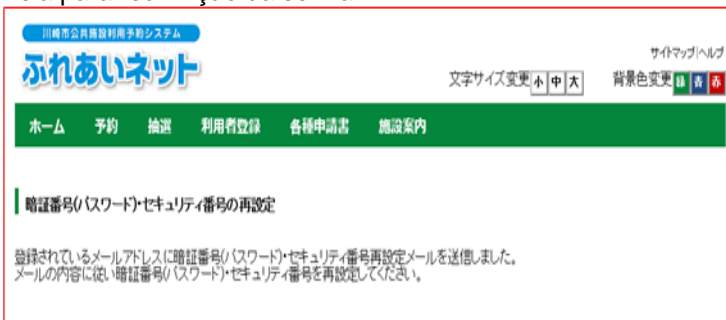 川崎市公共施設利用予約システム
ふれあいネット
サイトマップ|ヘルプ
文字サイズ変更 小 中 大 背景色変更 緑 青 赤
ホーム 予約 抽選 利用者登録 各種申請書 施設案内
暗証番号(パスワード)・セキュリティ番号の再設定
登録されているメールアドレスに暗証番号(パスワード)・セキュリティ番号再設定メールを送信しました。
メールの内容に従い暗証番号(パスワード)・セキュリティ番号を再設定してください。